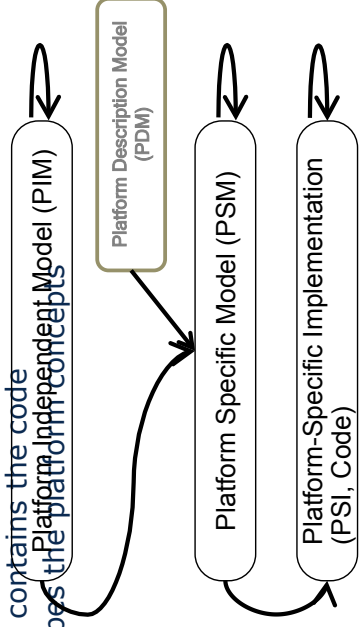 contains the code
the platform concepts
Platform Independent Model (PIM)
Platform Description Model
(PDM)
Platform Specific Model (PSM)
Platform-Specific Implementation
(PSI, Code)